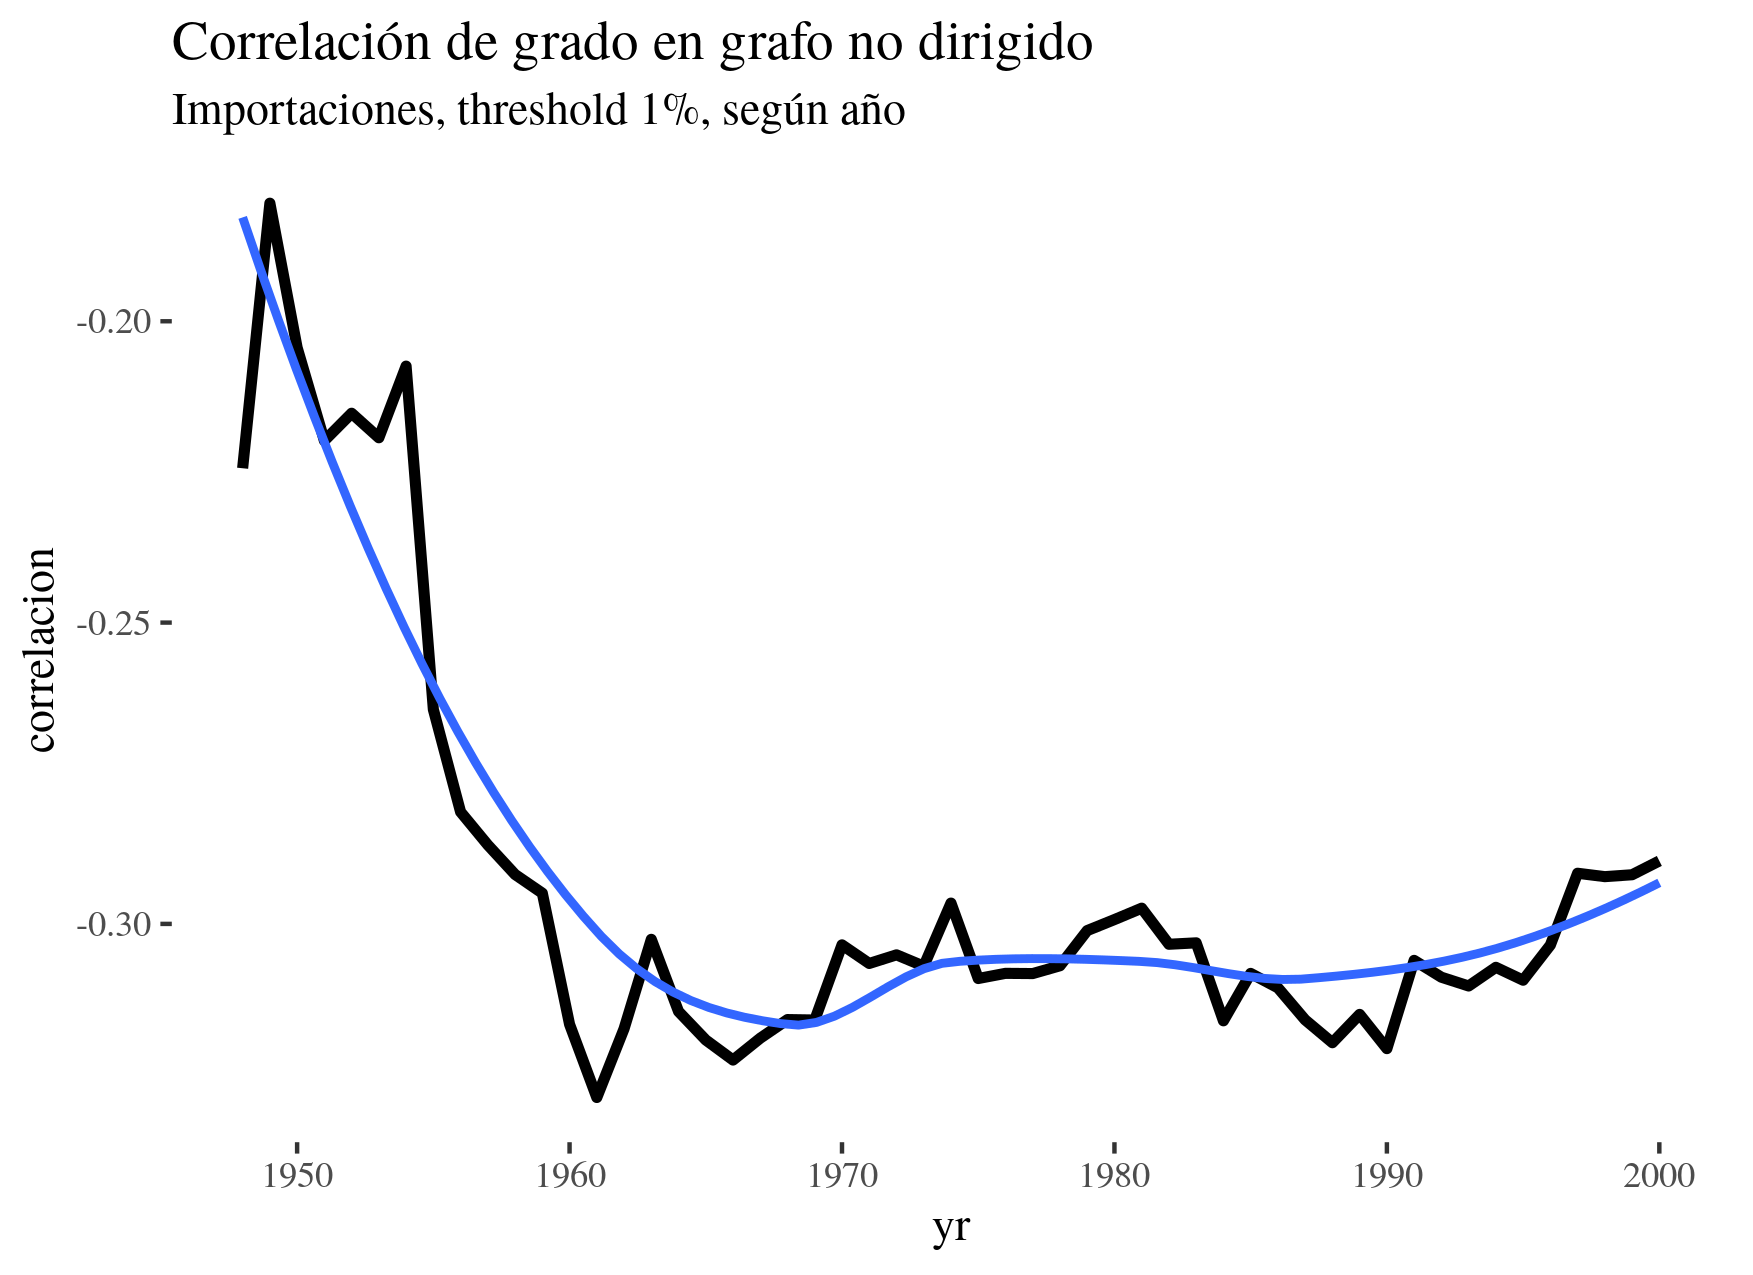 Correlación de grado en grafo no dirigido
Importaciones, threshold 1%, según año
correlacion
-0.20
-0.25
-0.30
1950
1960
1970
1980
1990
2000
yr